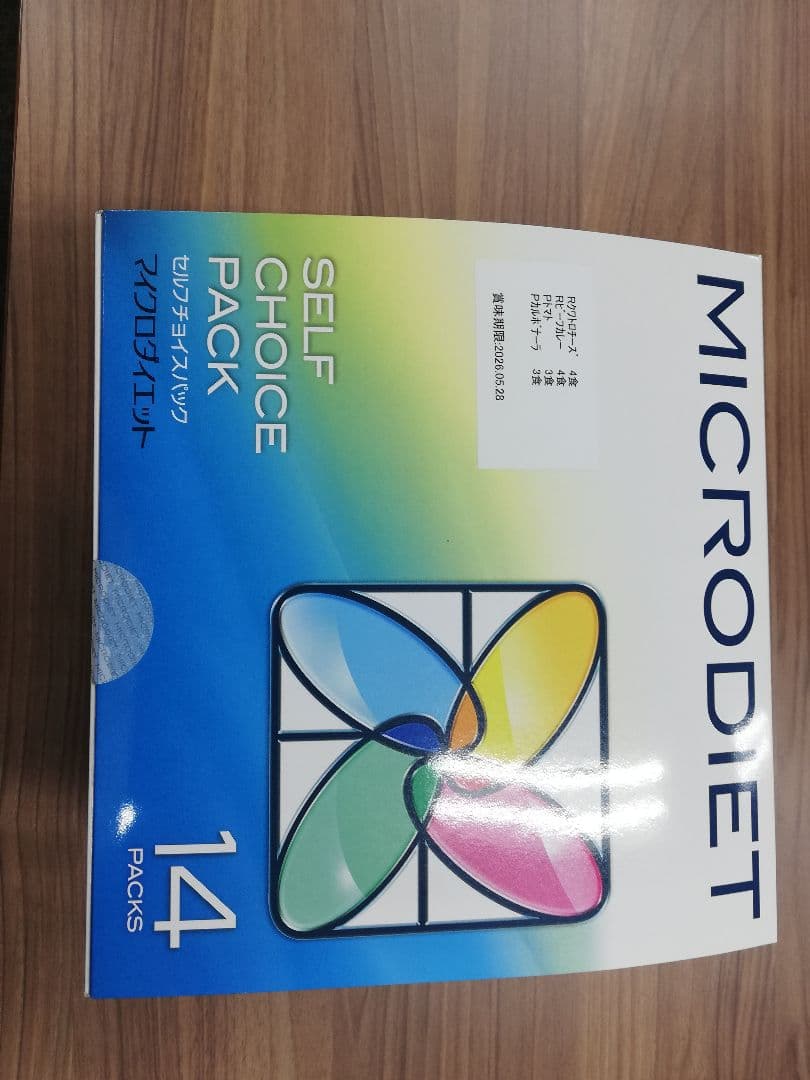 MICRODIET
Rクワトロチーズ 4食
Rビーフカレー 4食
Pトマト 3食
Pカルボナーラ 3食
賞味期限:2026.05.28
SELF
CHOICE
PACK
セルフチョイスパック
マイクロダイエット
14
PACKS